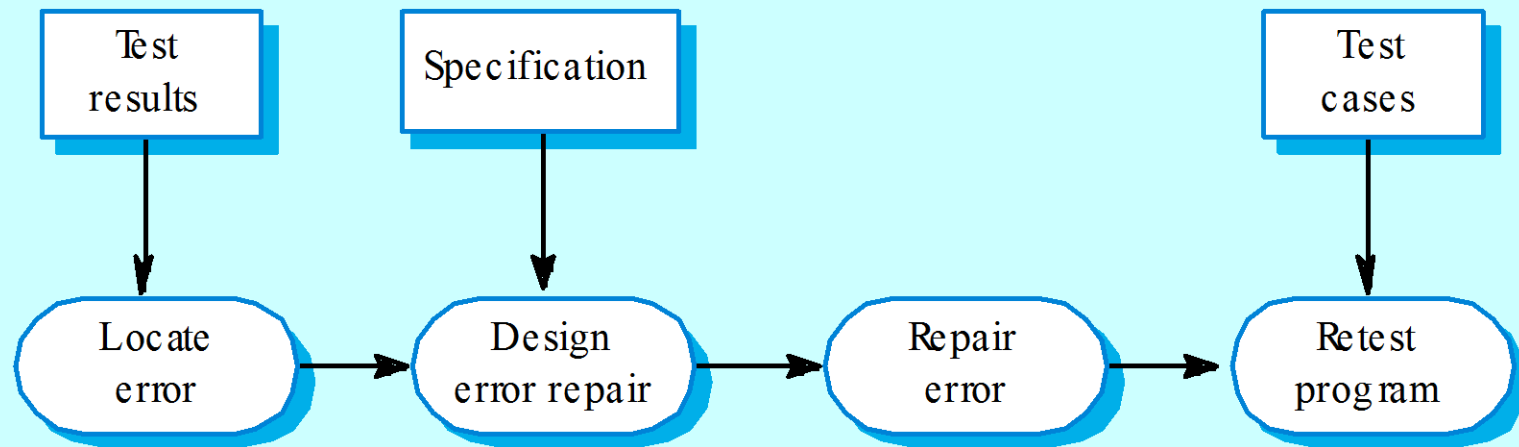 Test
results
Specification
Test
cases
Locate
error
Design
error repair
Repair
error
Retest
program